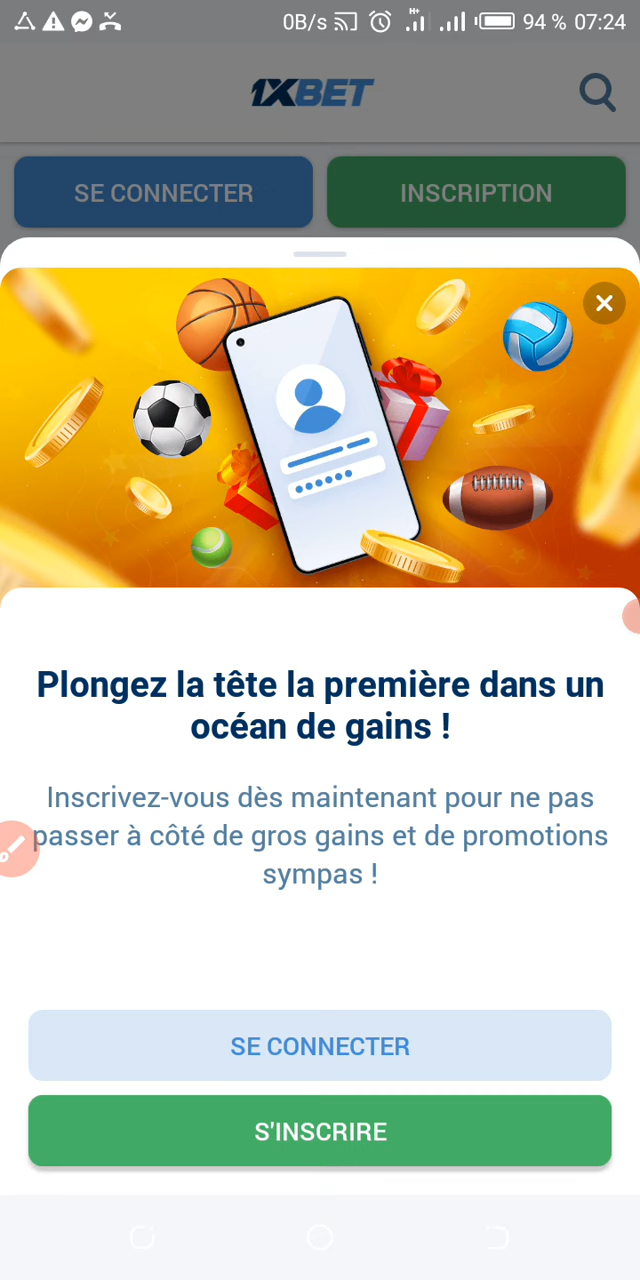 0B/s H+ 94 % 07:24
1XBET
SE CONNECTER
INSCRIPTION
Plongez la tête la première dans un
océan de gains !
Inscrivez-vous dès maintenant pour ne pas
passer à côté de gros gains et de promotions
sympas !
SE CONNECTER
S'INSCRIRE